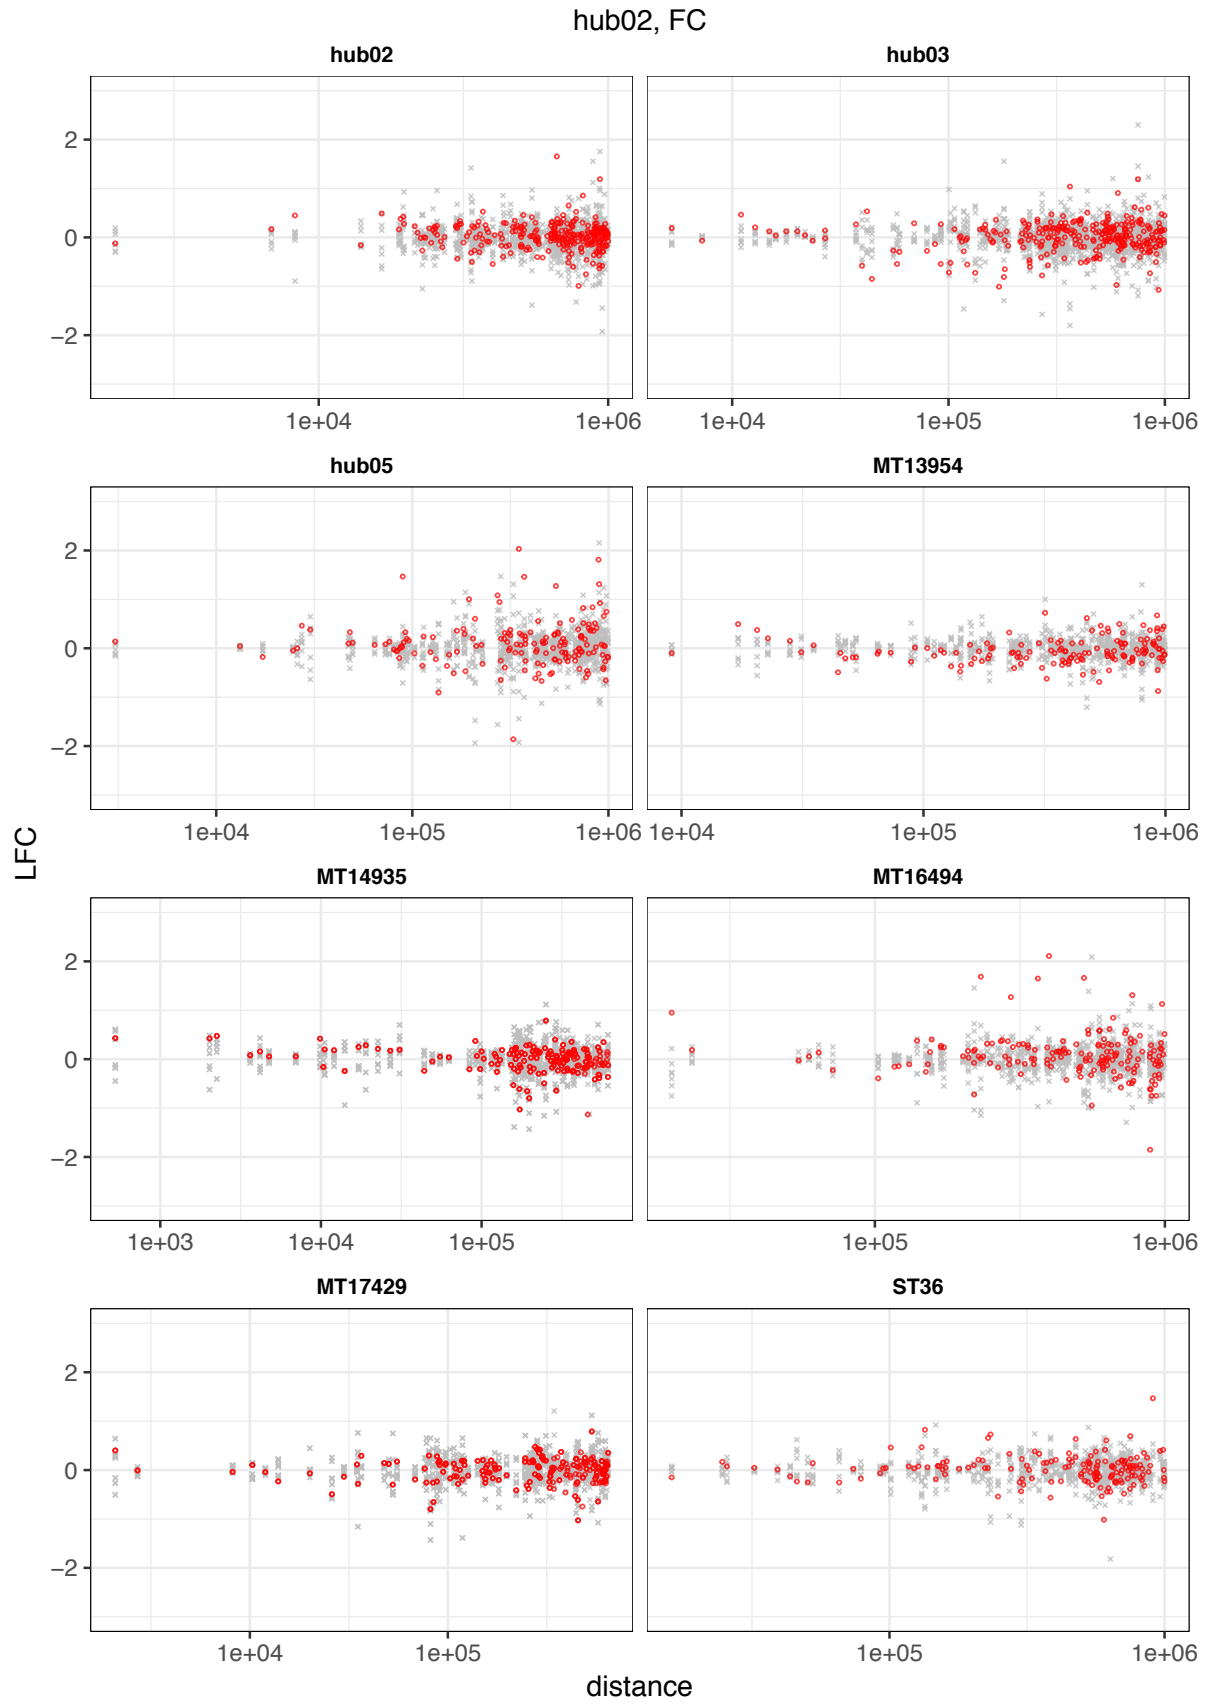 hub02, FC
hub02 hub03
2
0
−2
1e+04 1e+06 1e+04 1e+05 1e+06
hub05 MT13954
2
0
−2
1e+04 1e+05 1e+06 1e+04 1e+05 1e+06
LFC
MT14935 MT16494
2
0
−2
1e+03 1e+04 1e+05 1e+05 1e+06
MT17429 ST36
2
0
−2
1e+04 1e+05 1e+05 1e+06
distance